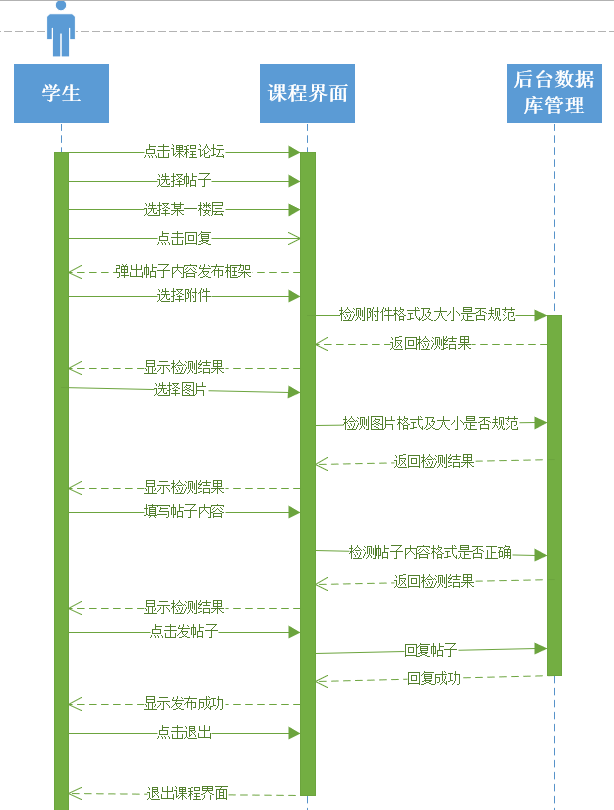 学生
课程界面
后台数据
库管理
点击课程论坛
选择帖子
选择某一楼层
点击回复
弹出帖子内容发布框架
选择附件
检测附件格式及大小是否规范
返回检测结果
显示检测结果
选择图片
检测图片格式及大小是否规范
返回检测结果
显示检测结果
填写帖子内容
检测帖子内容格式是否正确
返回检测结果
显示检测结果
点击发帖子
回复帖子
回复成功
显示发布成功
点击退出
退出课程界面